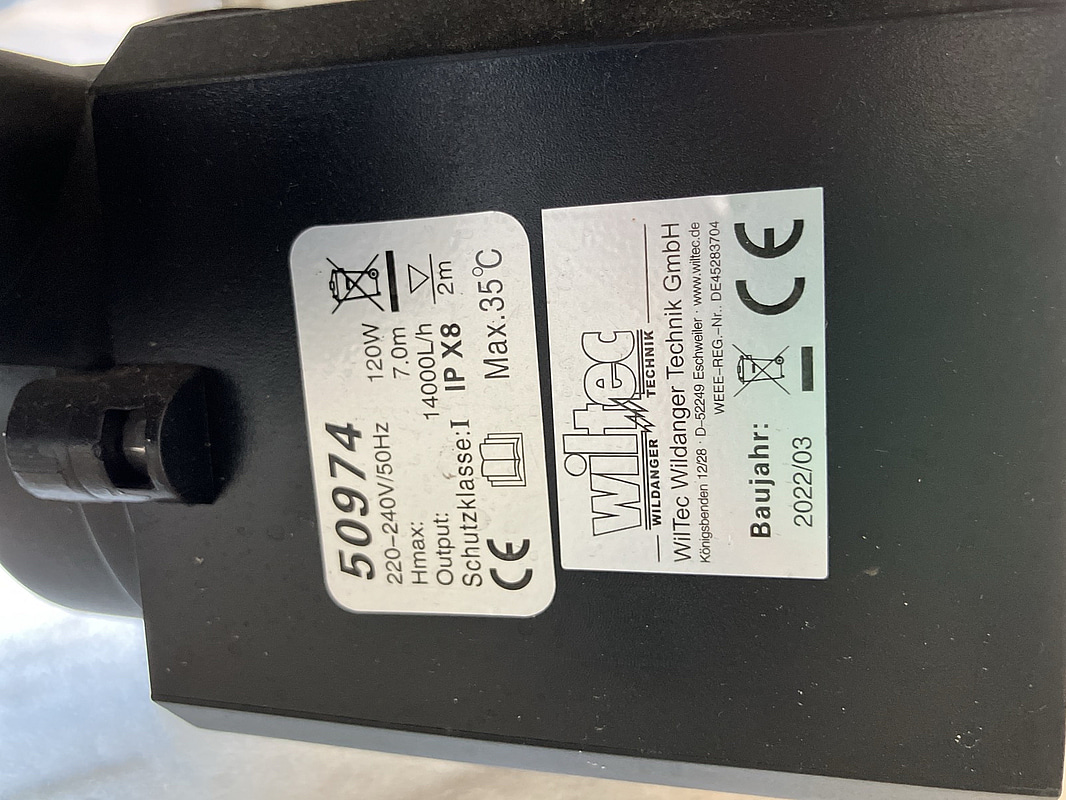 50974
220-240V/50Hz 120W
Hmax: 7.0m
Output: 14000L/h
Schutzklasse:I IP X8
2m
Max.35℃
CE
wiltec
WILDANGER TECHNIK
WilTec Wildanger Technik GmbH
Königsbenden 12/28 · D-52249 Eschweiler · www.wiltec.de
WEEE-REG.-Nr.. DE45283704
Baujahr:
2022/03
CE